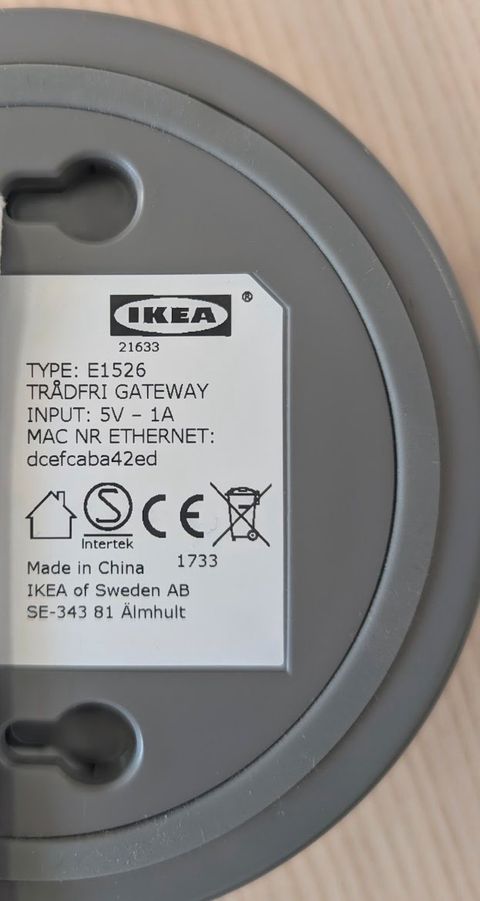 IKEA ®
21633
TYPE: E1526
TRÅDFRI GATEWAY
INPUT: 5V – 1A
MAC NR ETHERNET:
dcefcaba42ed
S
Intertek
CE
1733
Made in China
IKEA of Sweden AB
SE-343 81 Älmhult